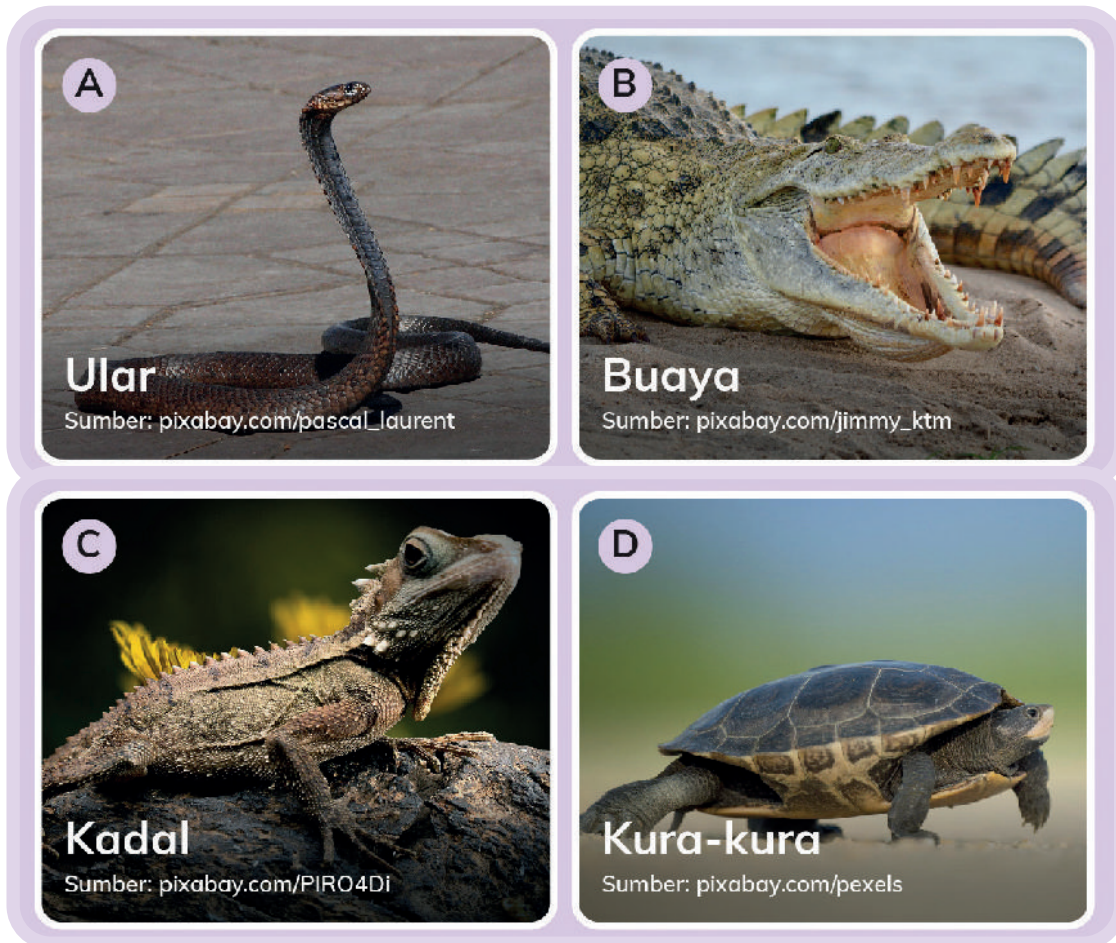 A
Ular
Sumber: pixabay.com/pascal_laurent
B
Buaya
Sumber: pixabay.com/jimmy_ktm
C
Kadal
Sumber: pixabay.com/PIRO4Di
D
Kura-kura
Sumber: pixabay.com/pexels